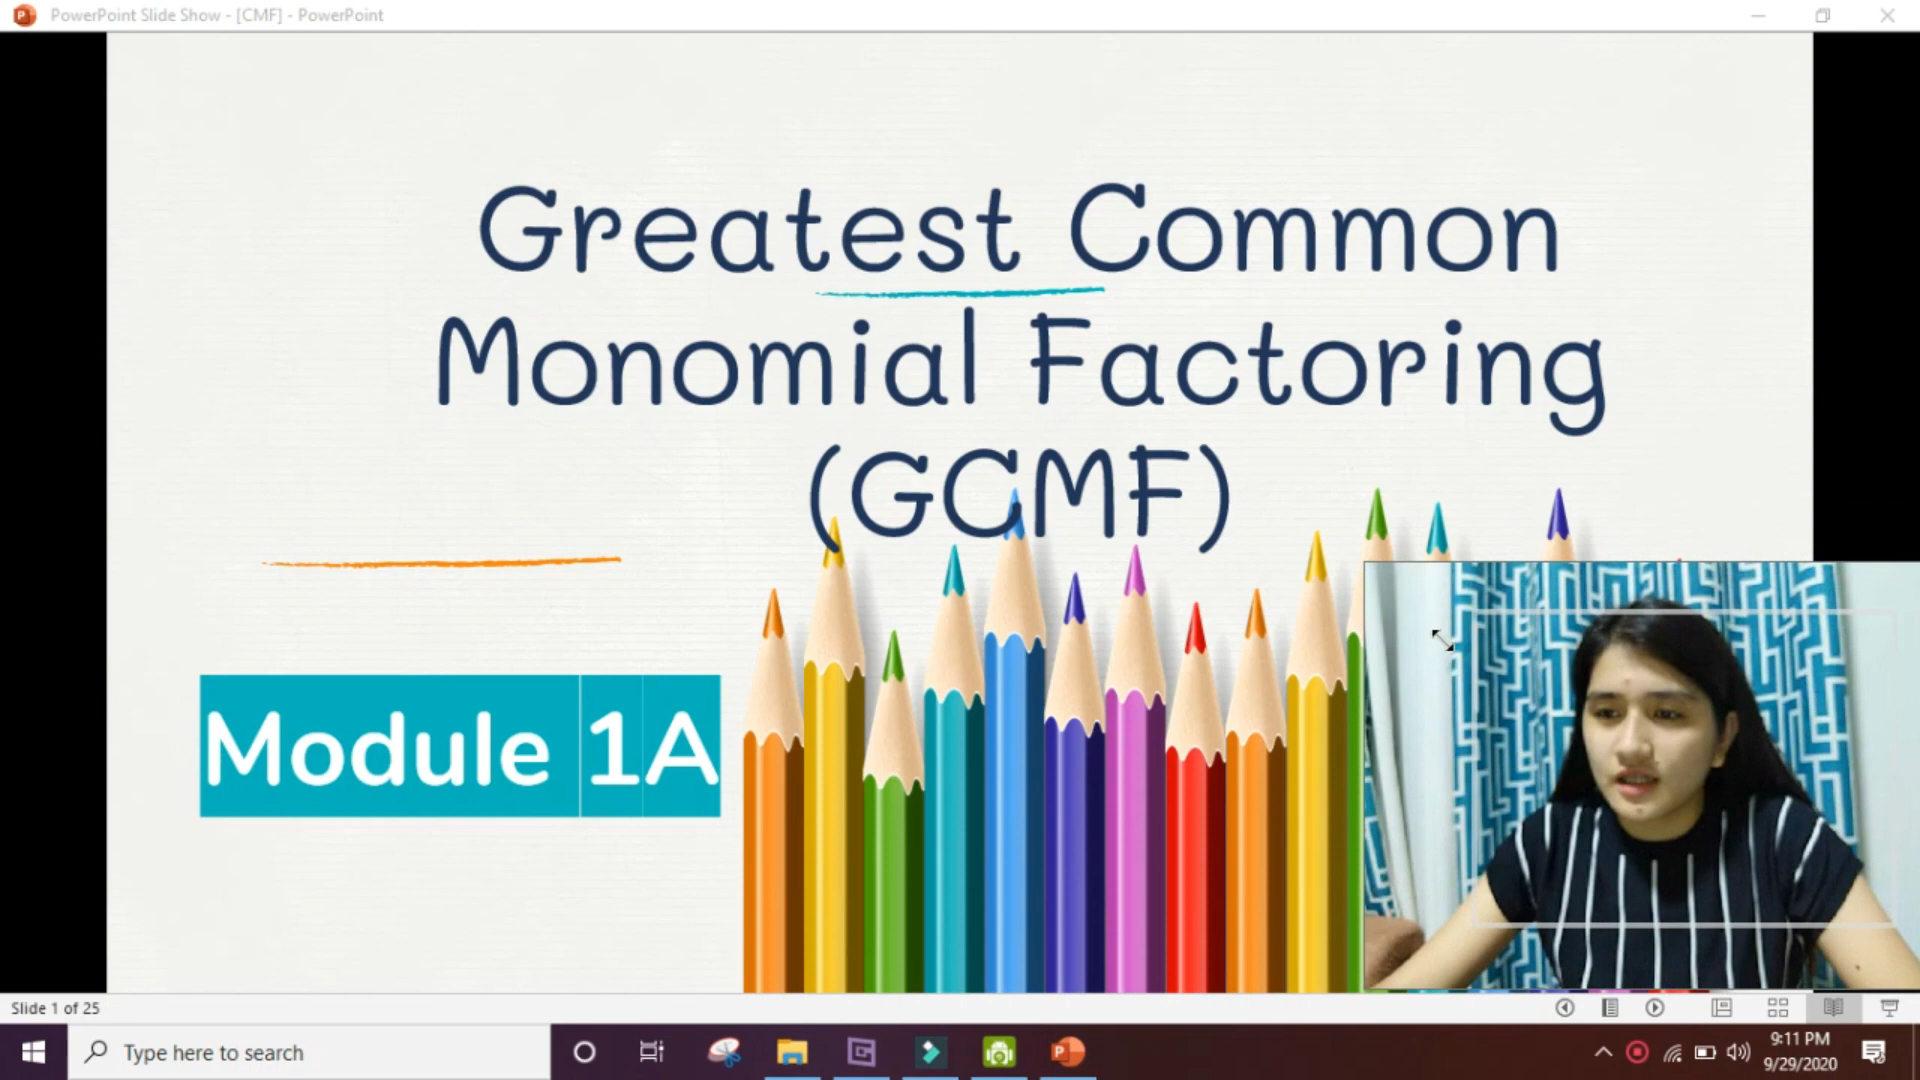 PowerPoint Slide Show - [CMF] - PowerPoint
Greatest Common
Monomial Factoring
(GCMF)
Module 1A
Slide 1 of 25
Type here to search
9:11 PM
9/29/2020